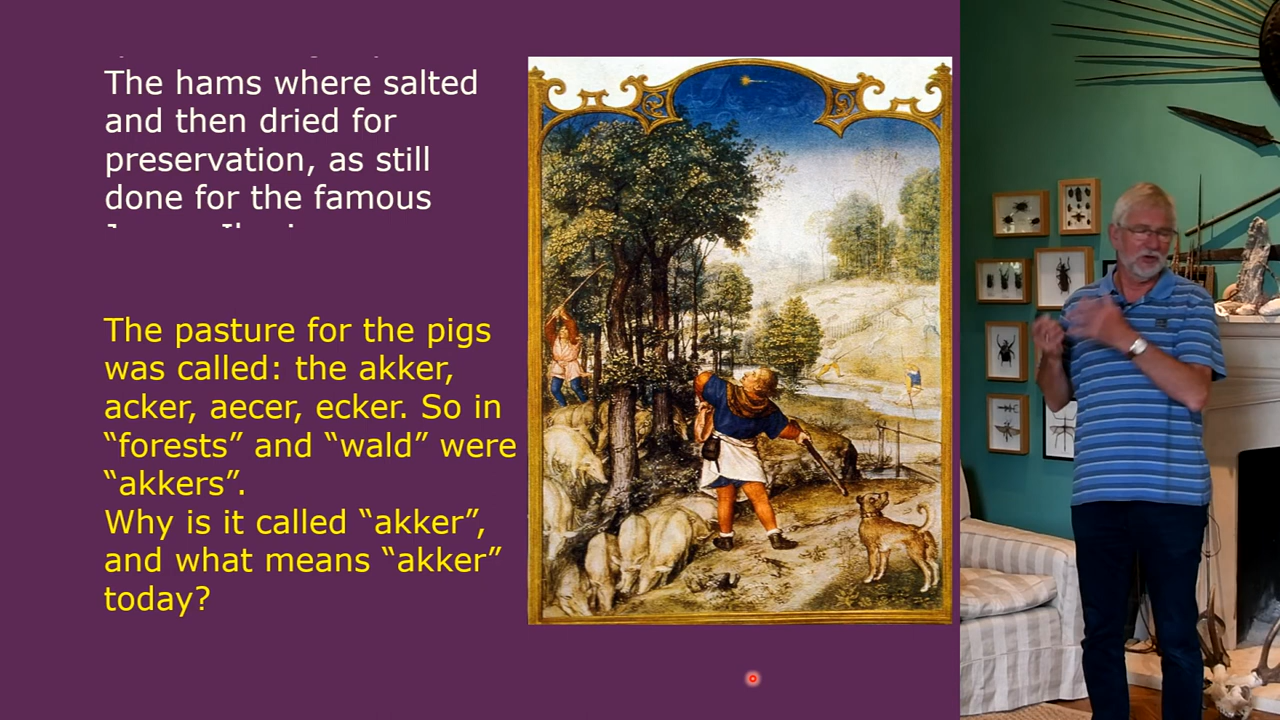 The hams where salted
and then dried for
preservation, as still
done for the famous
The pasture for the pigs
was called: the akker,
acker, aecer, ecker. So in
“forests” and “wald” were
“akkers”.
Why is it called “akker”,
and what means “akker”
today?